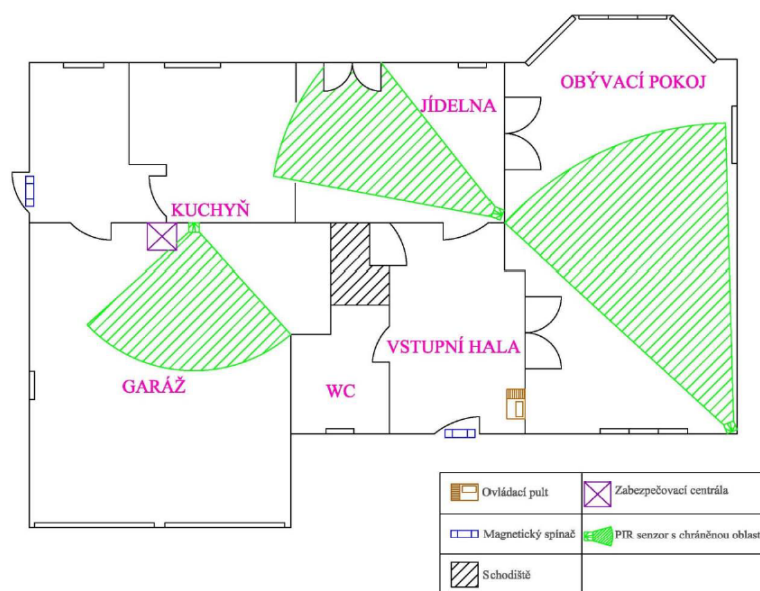 OBÝVACÍ POKOJ
JÍDELNA
KUCHYŇ
VSTUPNÍ HALA
GARÁŽ
WC
Ovládací pult
Zabezpečovací centrála
Magnetický spínač
PIR senzor s chráněnou oblast
Schodiště